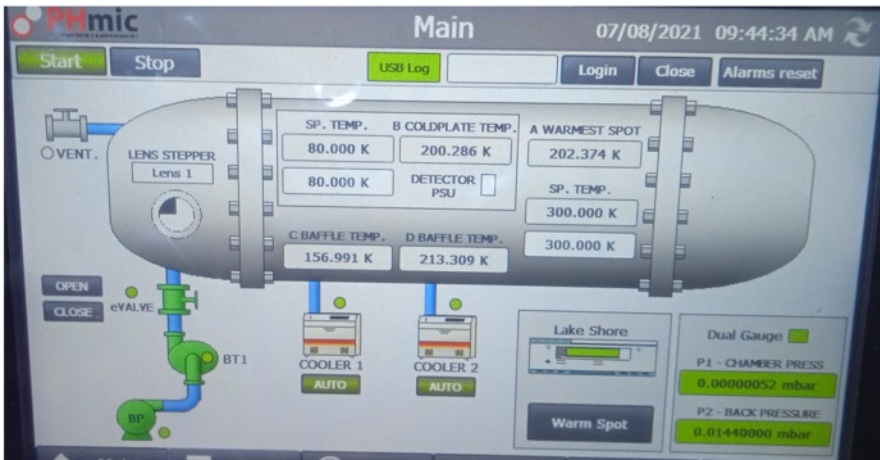 PHmic
Main
07/08/2021 09:44:34 AM
Start
Stop
USB Log
Login
Close
Alarms reset
VENT.
LENS STEPPER
Lens 1
SP. TEMP.
80.000 K
80.000 K
B COLDPLATE TEMP.
200.286 K
DETECTOR
PSU
A WARMEST SPOT
202.374 K
SP. TEMP.
300.000 K
300.000 K
C BAFFLE TEMP.
156.991 K
D BAFFLE TEMP.
213.309 K
OPEN
CLOSE
eVALVE
BT1
BP
COOLER 1
AUTO
COOLER 2
AUTO
Lake Shore
Warm Spot
Dual Gauge
P1 - CHAMBER PRESS
0.00000052 mbar
P2 - BACK PRESSURE
0.01440000 mbar